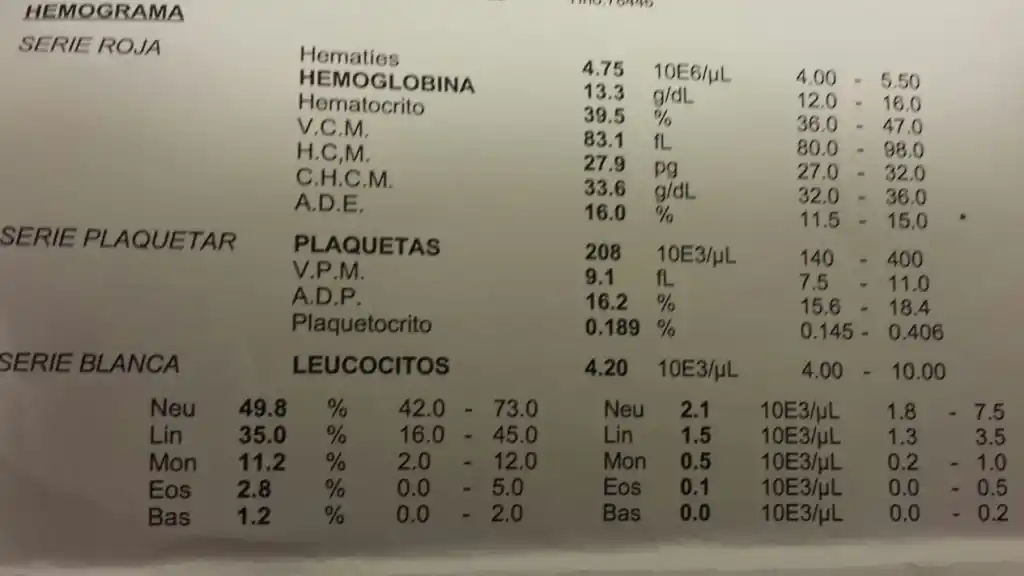 HEMOGRAMA
SERIE ROJA
Hematies 4.75 10E6/µL 4.00 - 5.50
HEMOGLOBINA 13.3 g/dL 12.0 - 16.0
Hematocrito 39.5 % 36.0 - 47.0
V.C.M. 83.1 fL 80.0 - 98.0
H.C,M. 27.9 pg 27.0 - 32.0
C.H.C.M. 33.6 g/dL 32.0 - 36.0
A.D.E. 16.0 % 11.5 - 15.0 *
SERIE PLAQUETAR PLAQUETAS 208 10E3/µL 140 - 400
V.P.M. 9.1 fL 7.5 - 11.0
A.D.P. 16.2 % 15.6 - 18.4
Plaquetocrito 0.189 % 0.145 - 0.406
SERIE BLANCA LEUCOCITOS 4.20 10E3/µL 4.00 - 10.00
Neu 49.8 % 42.0 - 73.0 Neu 2.1 10E3/µL 1.8 - 7.5
Lin 35.0 % 16.0 - 45.0 Lin 1.5 10E3/µL 1.3 3.5
Mon 11.2 % 2.0 - 12.0 Mon 0.5 10E3/µL 0.2 - 1.0
Eos 2.8 % 0.0 - 5.0 Eos 0.1 10E3/µL 0.0 - 0.5
Bas 1.2 % 0.0 - 2.0 Bas 0.0 10E3/µL 0.0 - 0.2